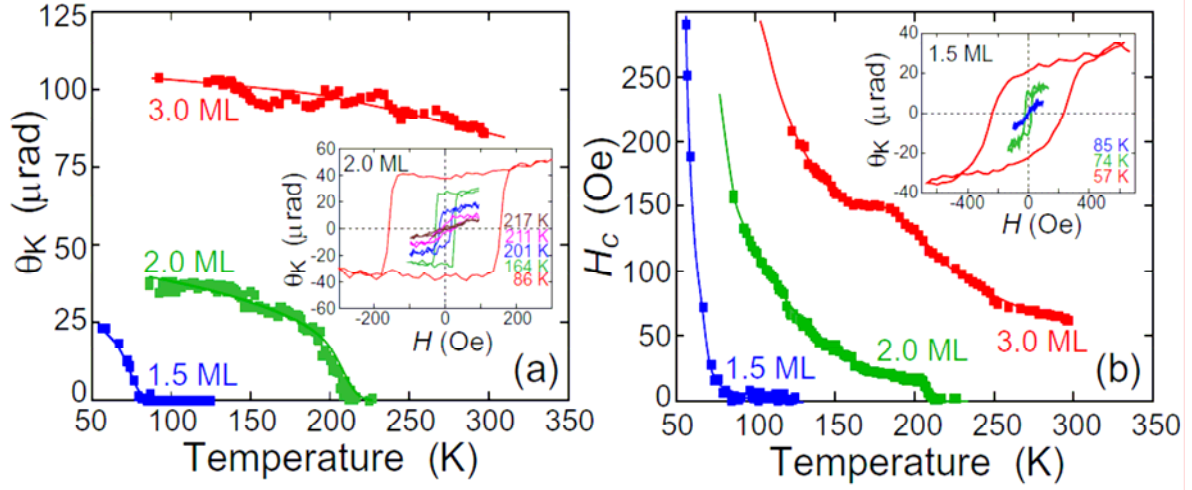 125
100
75
50
25
0
50 100 150 200 250 300 350
θK (μrad)
Temperature (K)
3.0 ML
2.0 ML
1.5 ML
(a)
2.0 ML
60
40
20
0
-20
-40
-60
-200 0 200
θK (μrad)
H (Oe)
217 K
211 K
201 K
164 K
86 K
250
200
150
100
50
0
50 100 150 200 250 300 350
Hc (Oe)
Temperature (K)
1.5 ML
2.0 ML
3.0 ML
(b)
1.5 ML
40
20
0
-20
-40
-4000 0 4000
θK (μrad)
H (Oe)
85 K
74 K
57 K